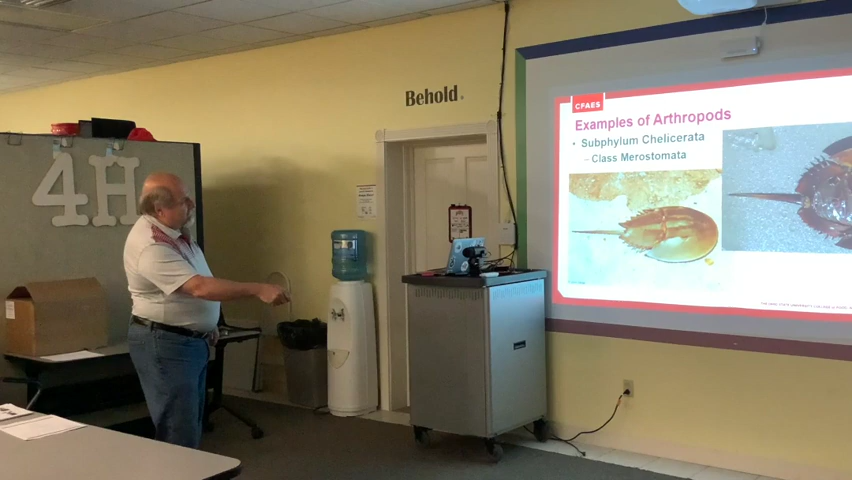 Behold.
4H
CFAES
Examples of Arthropods
• Subphylum Chelicerata
– Class Merostomata